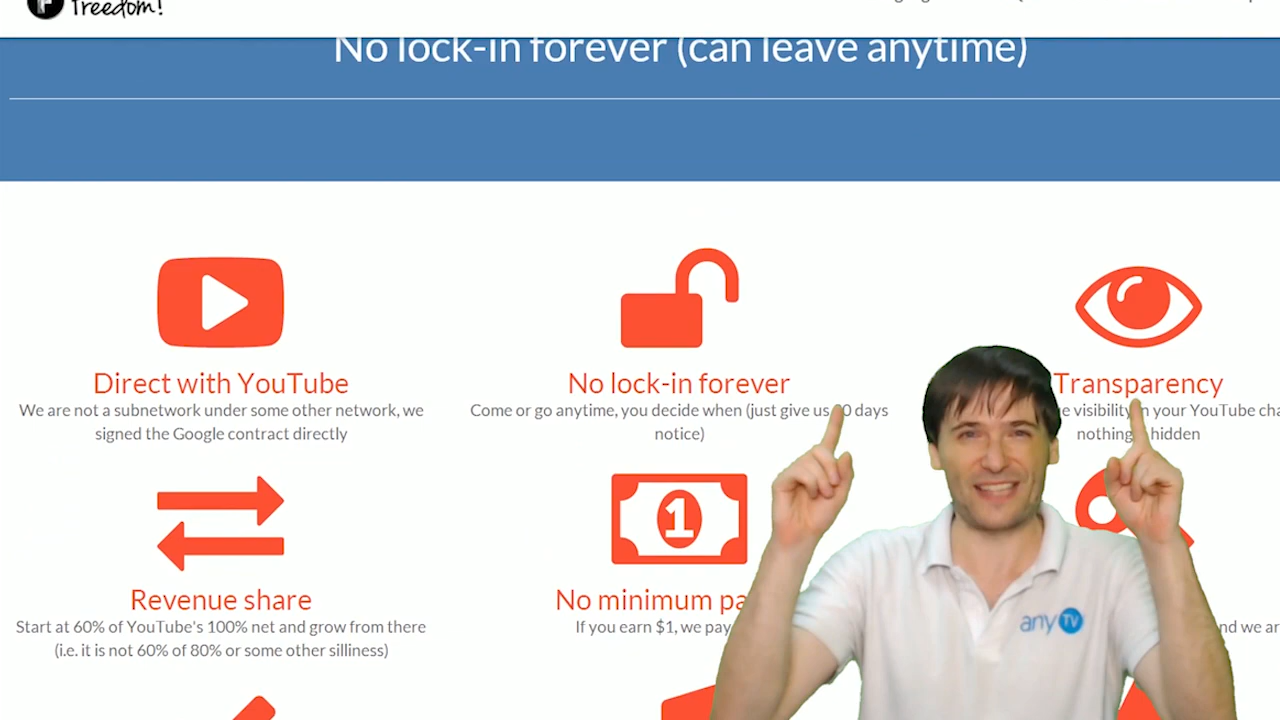 freedom!
No lock-in forever (can leave anytime)
Direct with YouTube
We are not a subnetwork under some other network, we
signed the Google contract directly
No lock-in forever
Come or go anytime, you decide when (just give us 0 days
notice)
Transparency
visibility in your YouTube
nothing hidden
1
Revenue share
Start at 60% of YouTube's 100% net and grow from there
(i.e. it is not 60% of 80% or some other silliness)
No minimum
If you earn $1, we pay
any TV